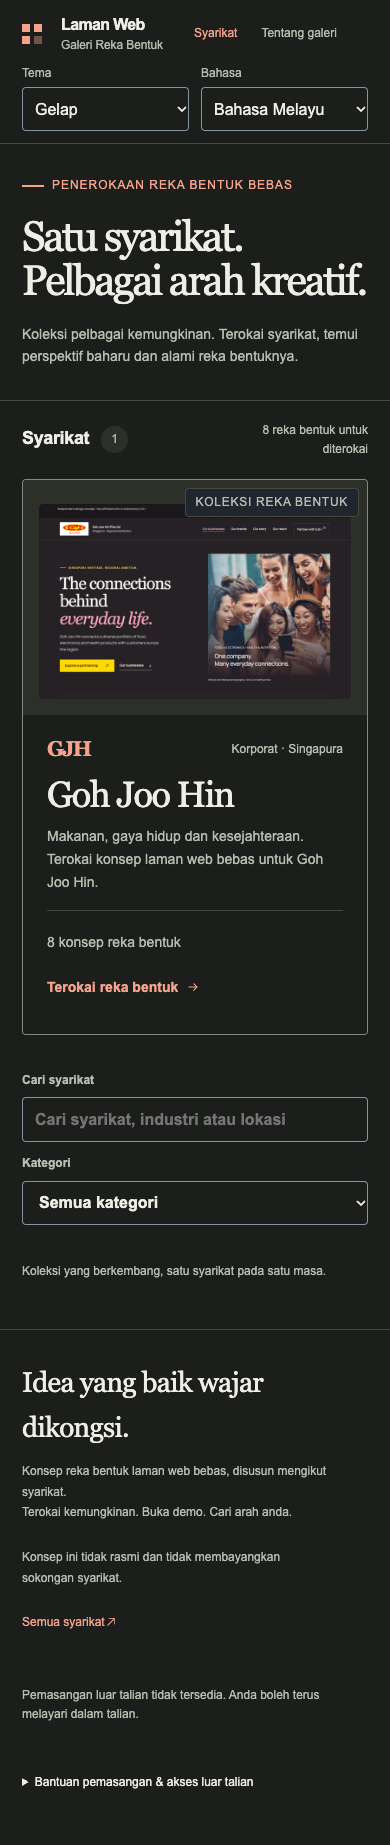 Laman Web
Galeri Reka Bentuk
Syarikat
Tentang galeri
Tema
Bahasa
Gelap
Bahasa Melayu
PENEROKAAN REKA BENTUK BEBAS
Satu syarikat.
Pelbagai arah kreatif.
Koleksi pelbagai kemungkinan. Terokai syarikat, temui
perspektif baharu dan alami reka bentuknya.
Syarikat 1
8 reka bentuk untuk
diterokai
KOLEKSI REKA BENTUK
The connections
behind
everyday life.
One company.
Many everyday connections.
GJH
Korporat · Singapura
Goh Joo Hin
Makanan, gaya hidup dan kesejahteraan.
Terokai konsep laman web bebas untuk Goh
Joo Hin.
8 konsep reka bentuk
Terokai reka bentuk →
Cari syarikat
Cari syarikat, industri atau lokasi
Kategori
Semua kategori
Koleksi yang berkembang, satu syarikat pada satu masa.
Idea yang baik wajar
dikongsi.
Konsep reka bentuk laman web bebas, disusun mengikut
syarikat.
Terokai kemungkinan. Buka demo. Cari arah anda.
Konsep ini tidak rasmi dan tidak membayangkan
sokongan syarikat.
Semua syarikat↗
Pemasangan luar talian tidak tersedia. Anda boleh terus
melayari dalam talian.
▶ Bantuan pemasangan & akses luar talian